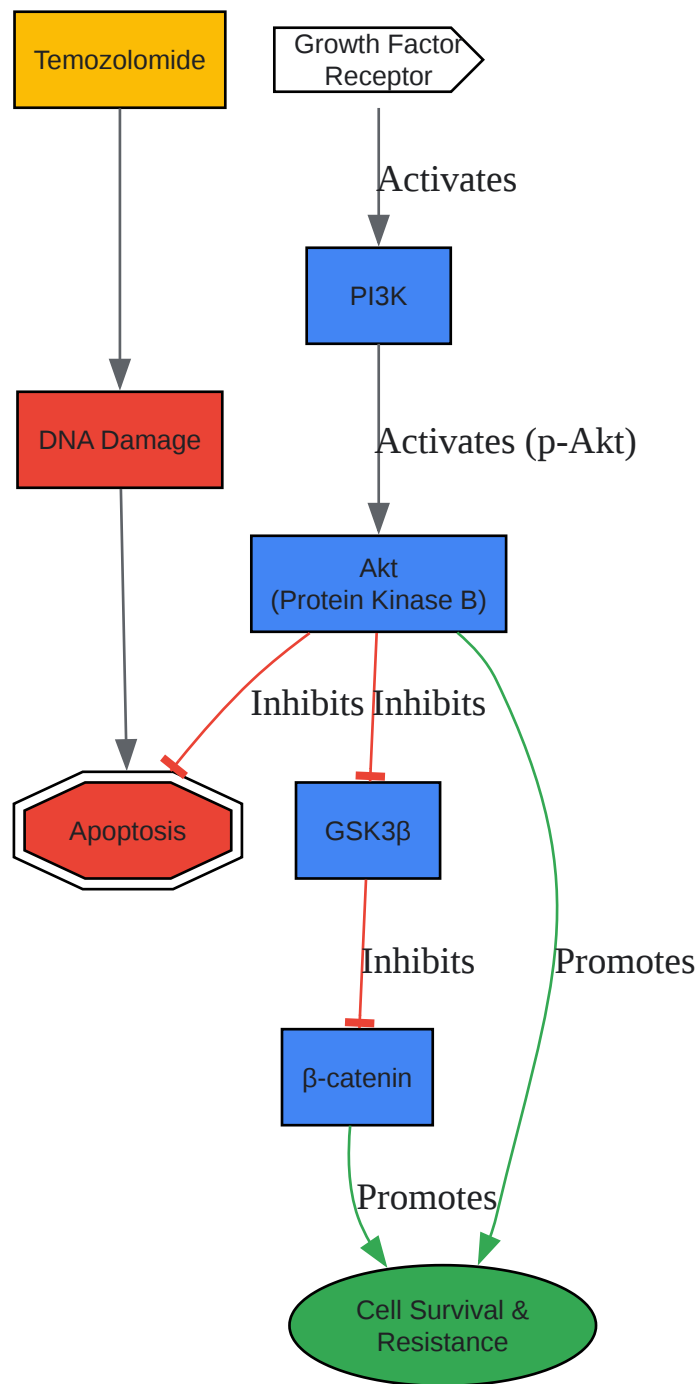 Temozolomide
Growth Factor
Receptor
Activates
PI3K
DNA Damage
Activates (p-Akt)
Akt
(Protein Kinase B)
Inhibits
Inhibits
Apoptosis
GSK3β
Inhibits
Promotes
β-catenin
Promotes
Cell Survival &
Resistance